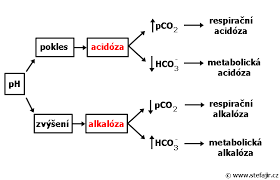 ↑pCO2
respirační
acidóza
pokles
acidóza
↓HCO3-
metabolická
acidóza
pH
↓pCO2
respirační
alkalóza
zvýšení
alkalóza
↑HCO3-
metabolická
alkalóza
© www.stefajir.cz